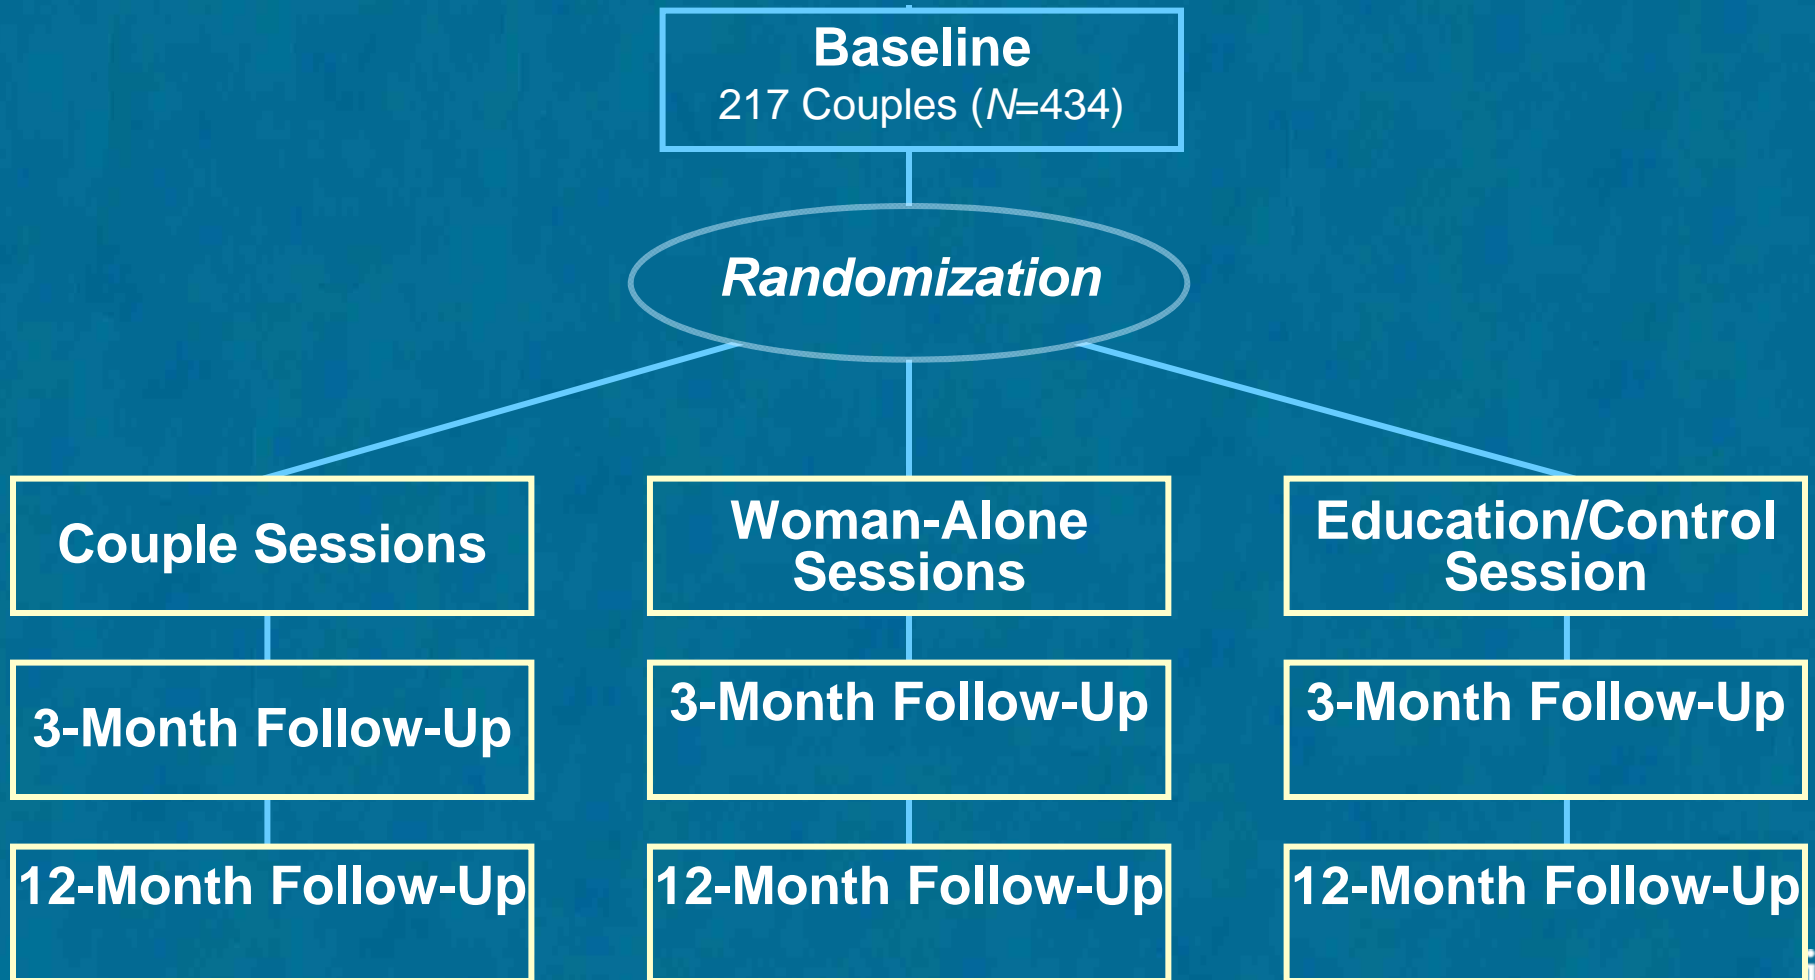 Baseline
217 Couples (N=434)
Randomization
Couple Sessions
Woman-Alone
Sessions
Education/Control
Session
3-Month Follow-Up
3-Month Follow-Up
3-Month Follow-Up
12-Month Follow-Up
12-Month Follow-Up
12-Month Follow-Up